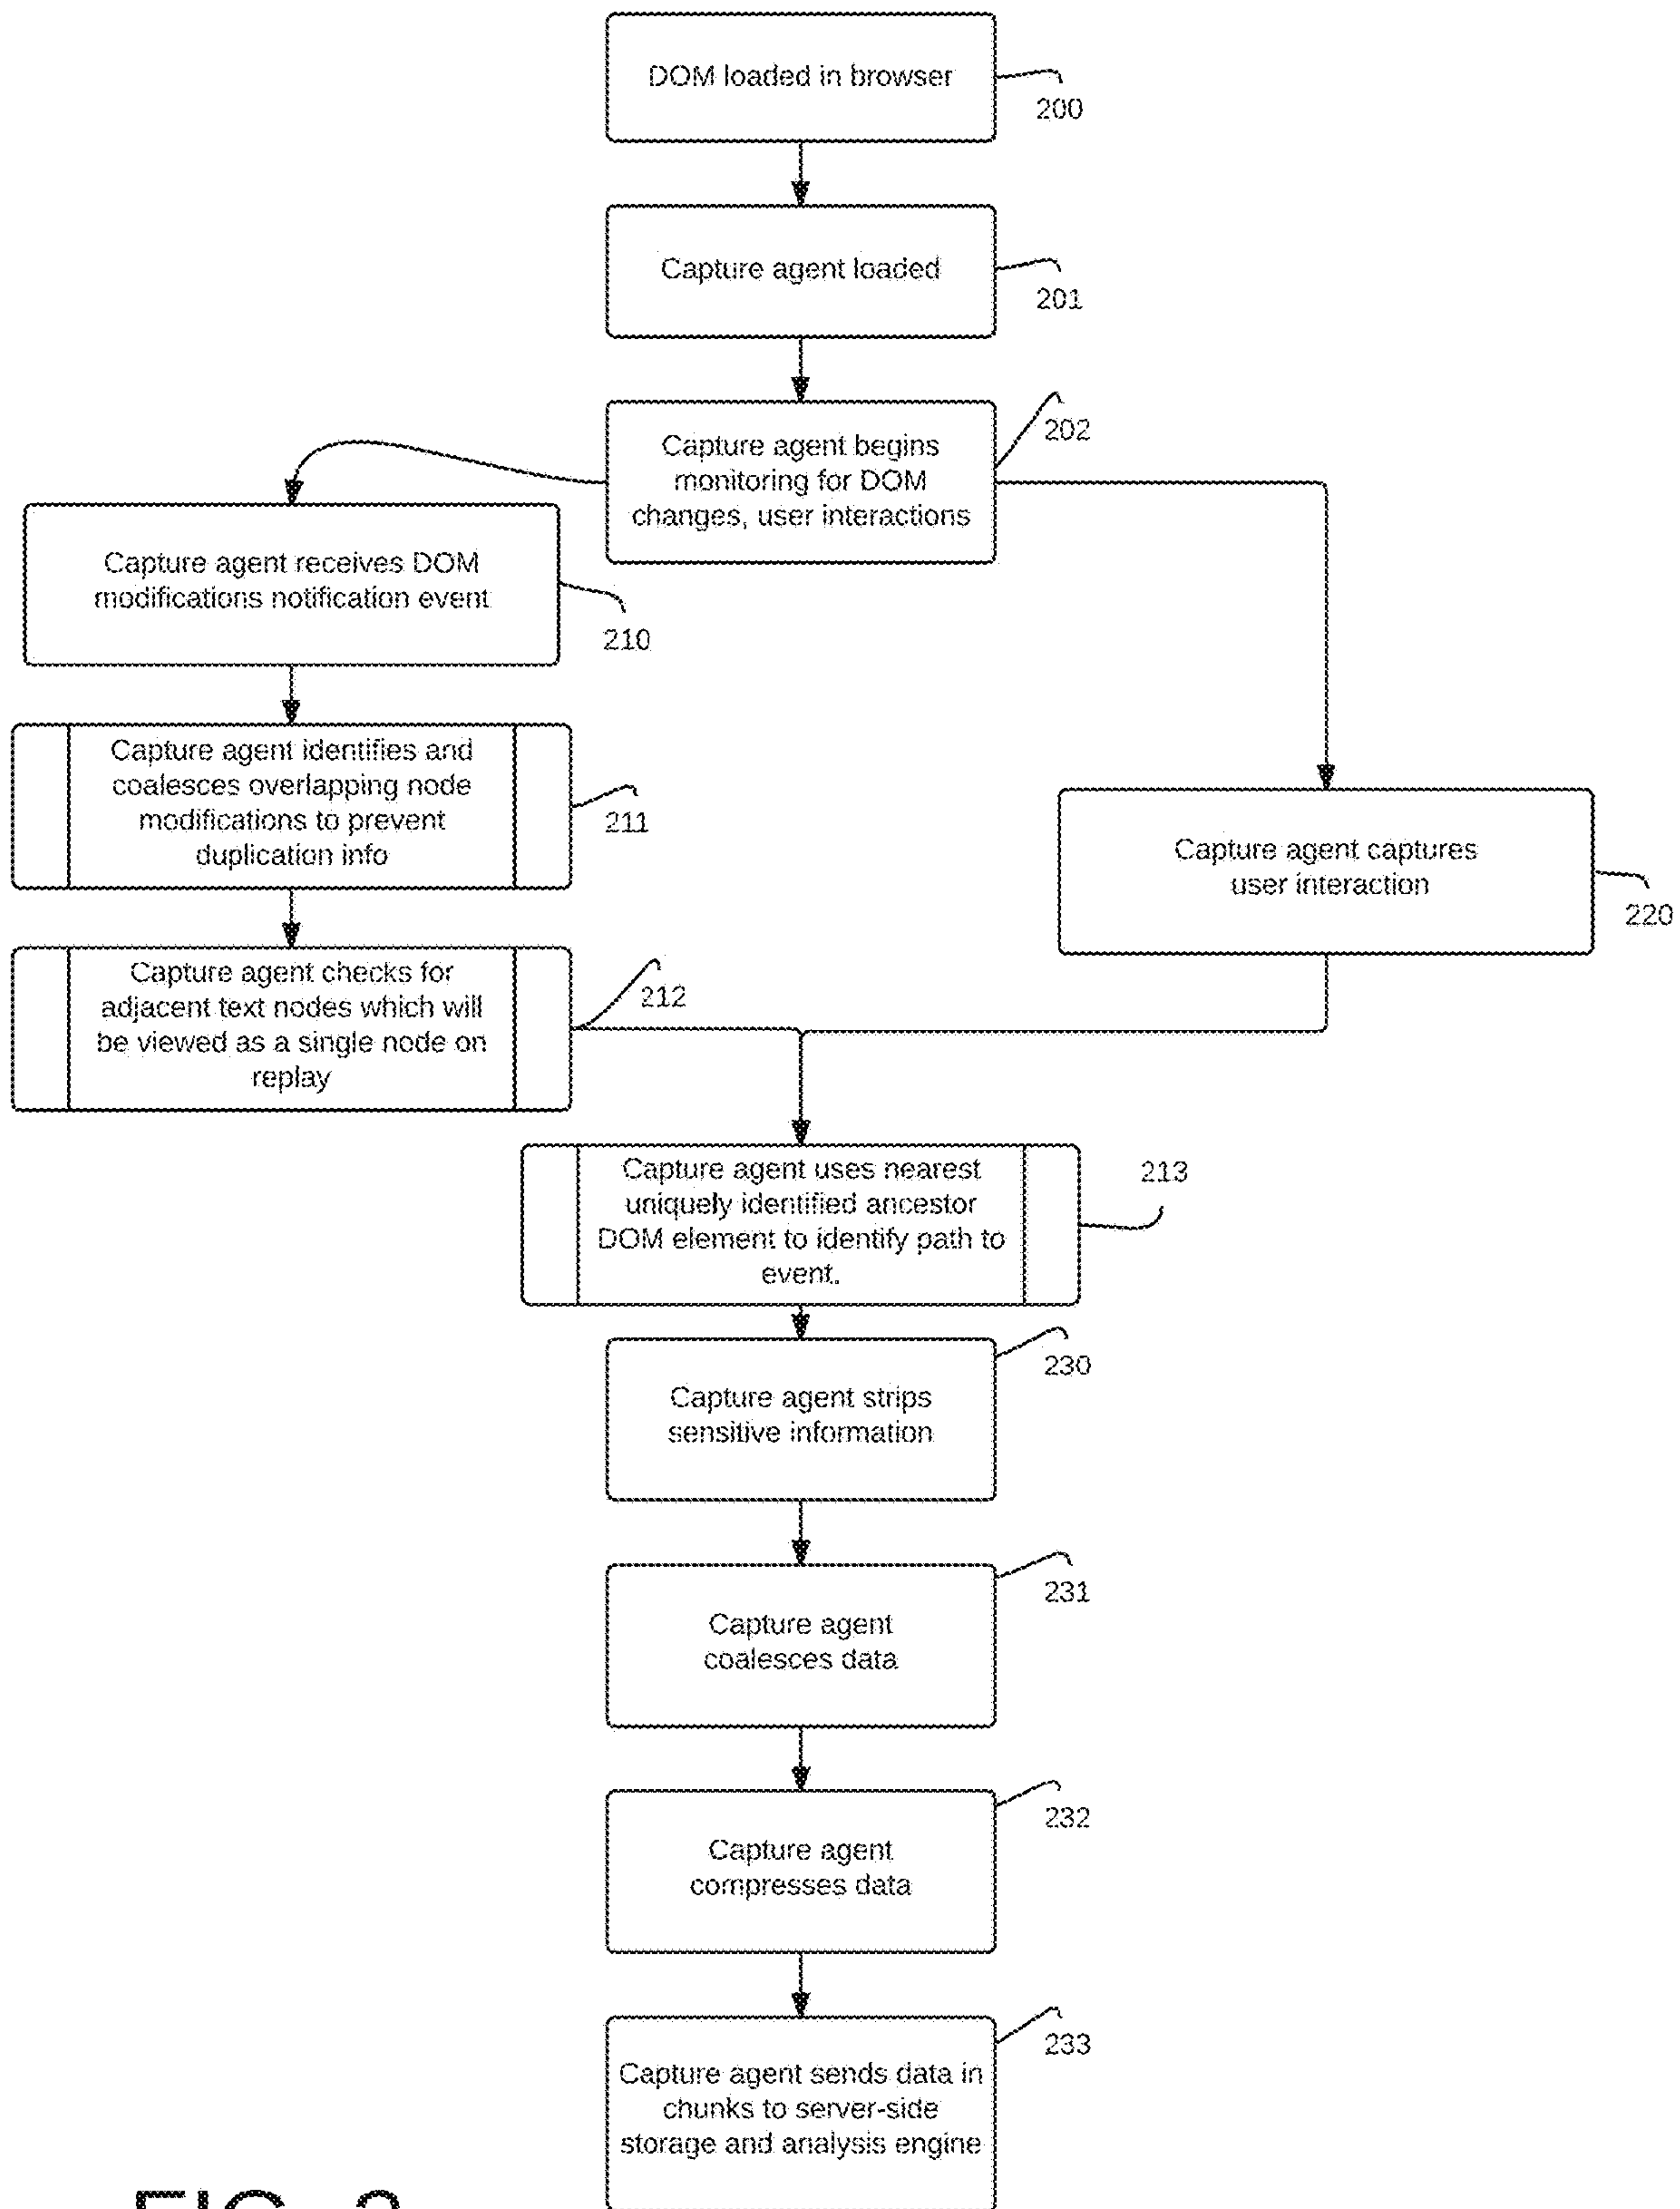 DOM loaded in browser
200
Capture agent loaded
201
Capture agent begins
monitoring for DOM
changes, user interactions
202
Capture agent receives DOM
modifications notification event
210
Capture agent identifies and
coalesces overlapping node
modifications to prevent
duplication info
211
Capture agent captures
user interaction
220
Capture agent checks for
adjacent text nodes which will
be viewed as a single node on
replay
212
Capture agent uses nearest
uniquely identified ancestor
DOM element to identify path to
event.
213
Capture agent strips
sensitive information
230
Capture agent
coalesces data
231
Capture agent
compresses data
232
Capture agent sends data in
chunks to server-side
storage and analysis engine
233
FIG.